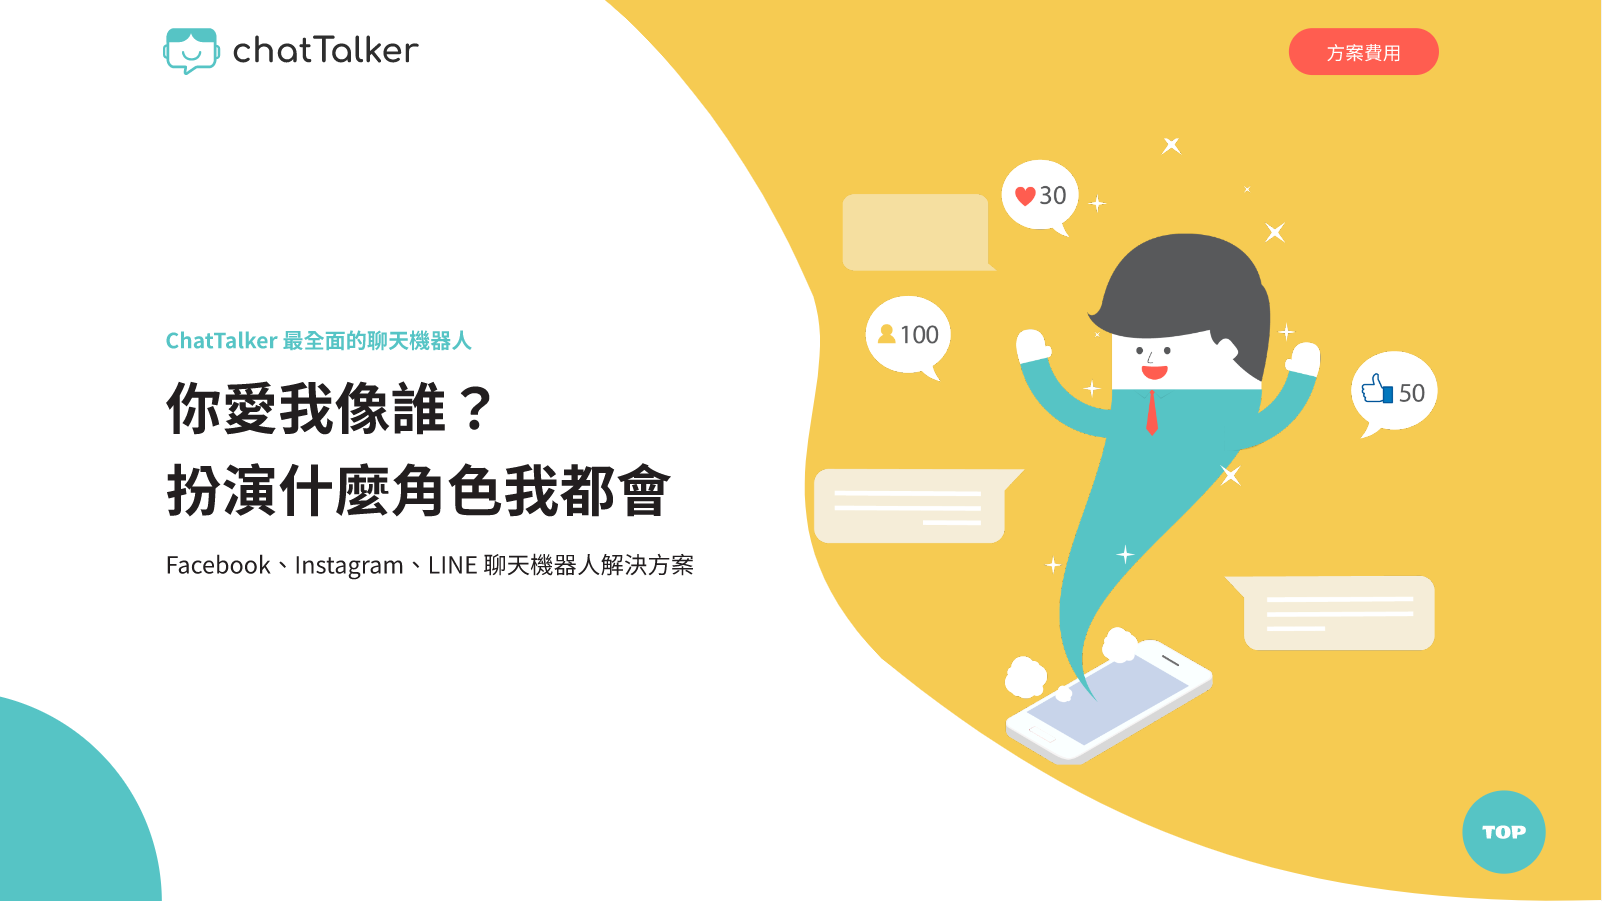 chatTalker
方案費用
30
100
50
ChatTalker 最全面的聊天機器人
你愛我像誰？
扮演什麼角色我都會
Facebook、Instagram、LINE 聊天機器人解決方案
TOP